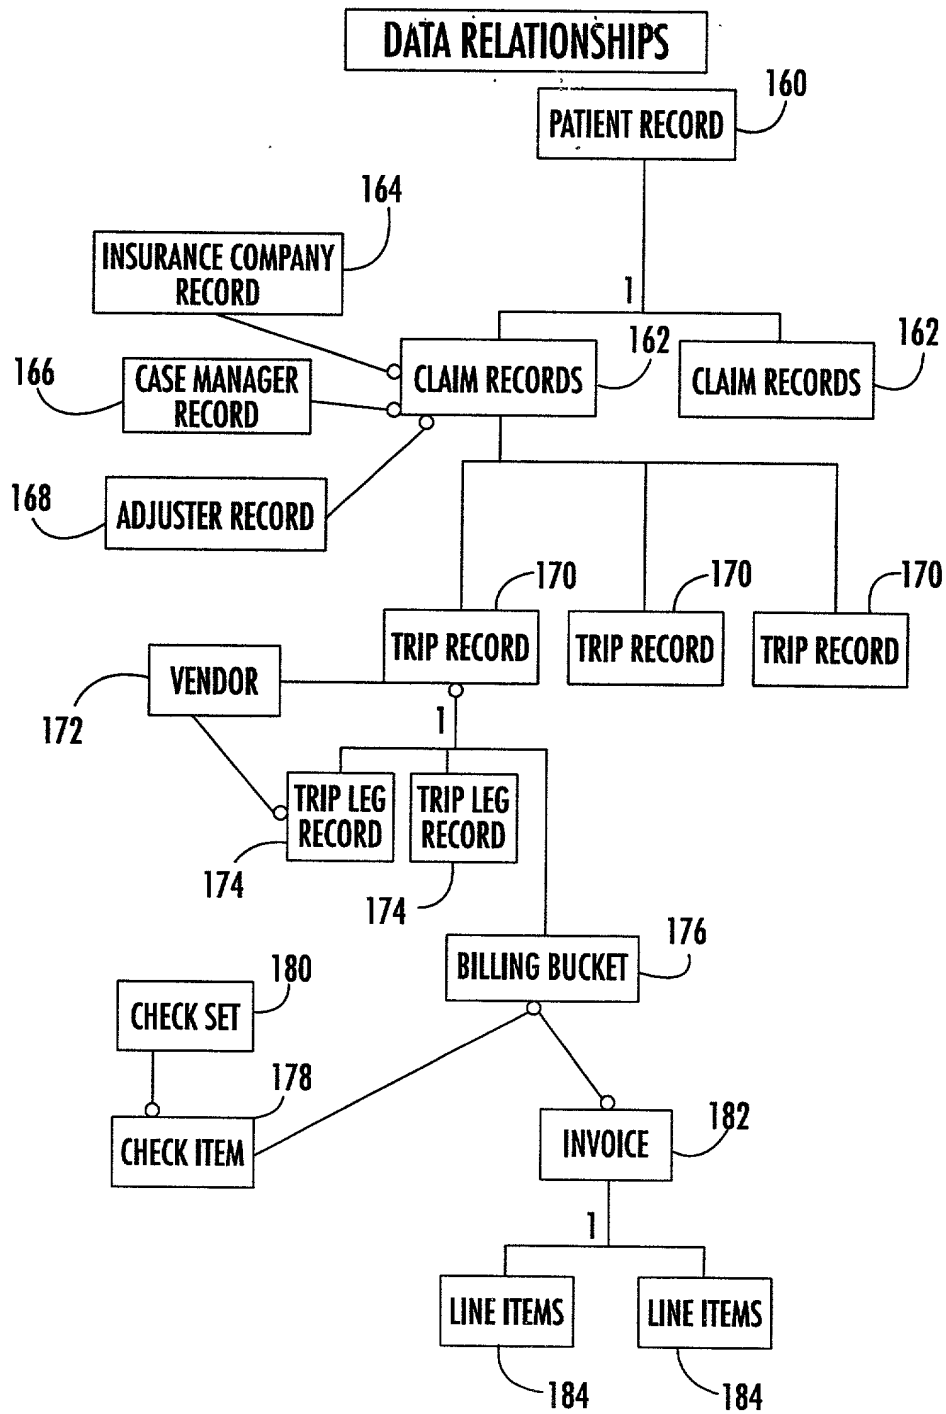 DATA RELATIONSHIPS
160
PATIENT RECORD
164
INSURANCE COMPANY
RECORD
1
162
162
CLAIM RECORDS
CLAIM RECORDS
166
CASE MANAGER
RECORD
168
ADJUSTER RECORD
170
170
170
TRIP RECORD
TRIP RECORD
TRIP RECORD
VENDOR
172
1
TRIP LEG
RECORD
TRIP LEG
RECORD
174
174
176
BILLING BUCKET
180
CHECK SET
178
CHECK ITEM
182
INVOICE
1
LINE ITEMS
LINE ITEMS
184
184